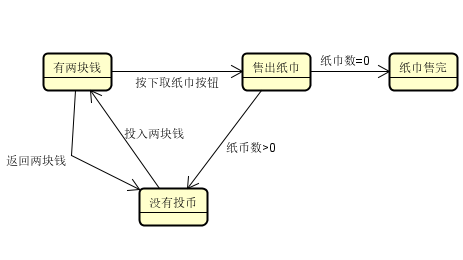 有两块钱
售出纸巾
纸巾数=0
纸巾售完
按下取纸巾按钮
投入两块钱
纸币数>0
返回两块钱
没有投币